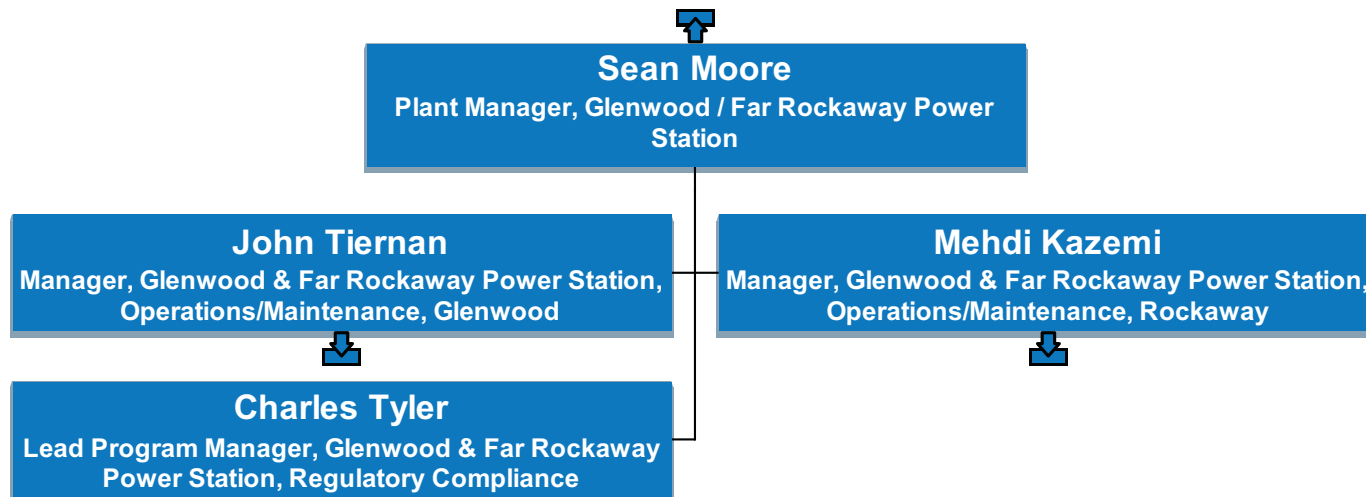 Sean Moore
Plant Manager, Glenwood / Far Rockaway Power
Station
John Tiernan
Manager, Glenwood & Far Rockaway Power Station,
Operations/Maintenance, Glenwood
Mehdi Kazemi
Manager, Glenwood & Far Rockaway Power Station,
Operations/Maintenance, Rockaway
Charles Tyler
Lead Program Manager, Glenwood & Far Rockaway
Power Station, Regulatory Compliance